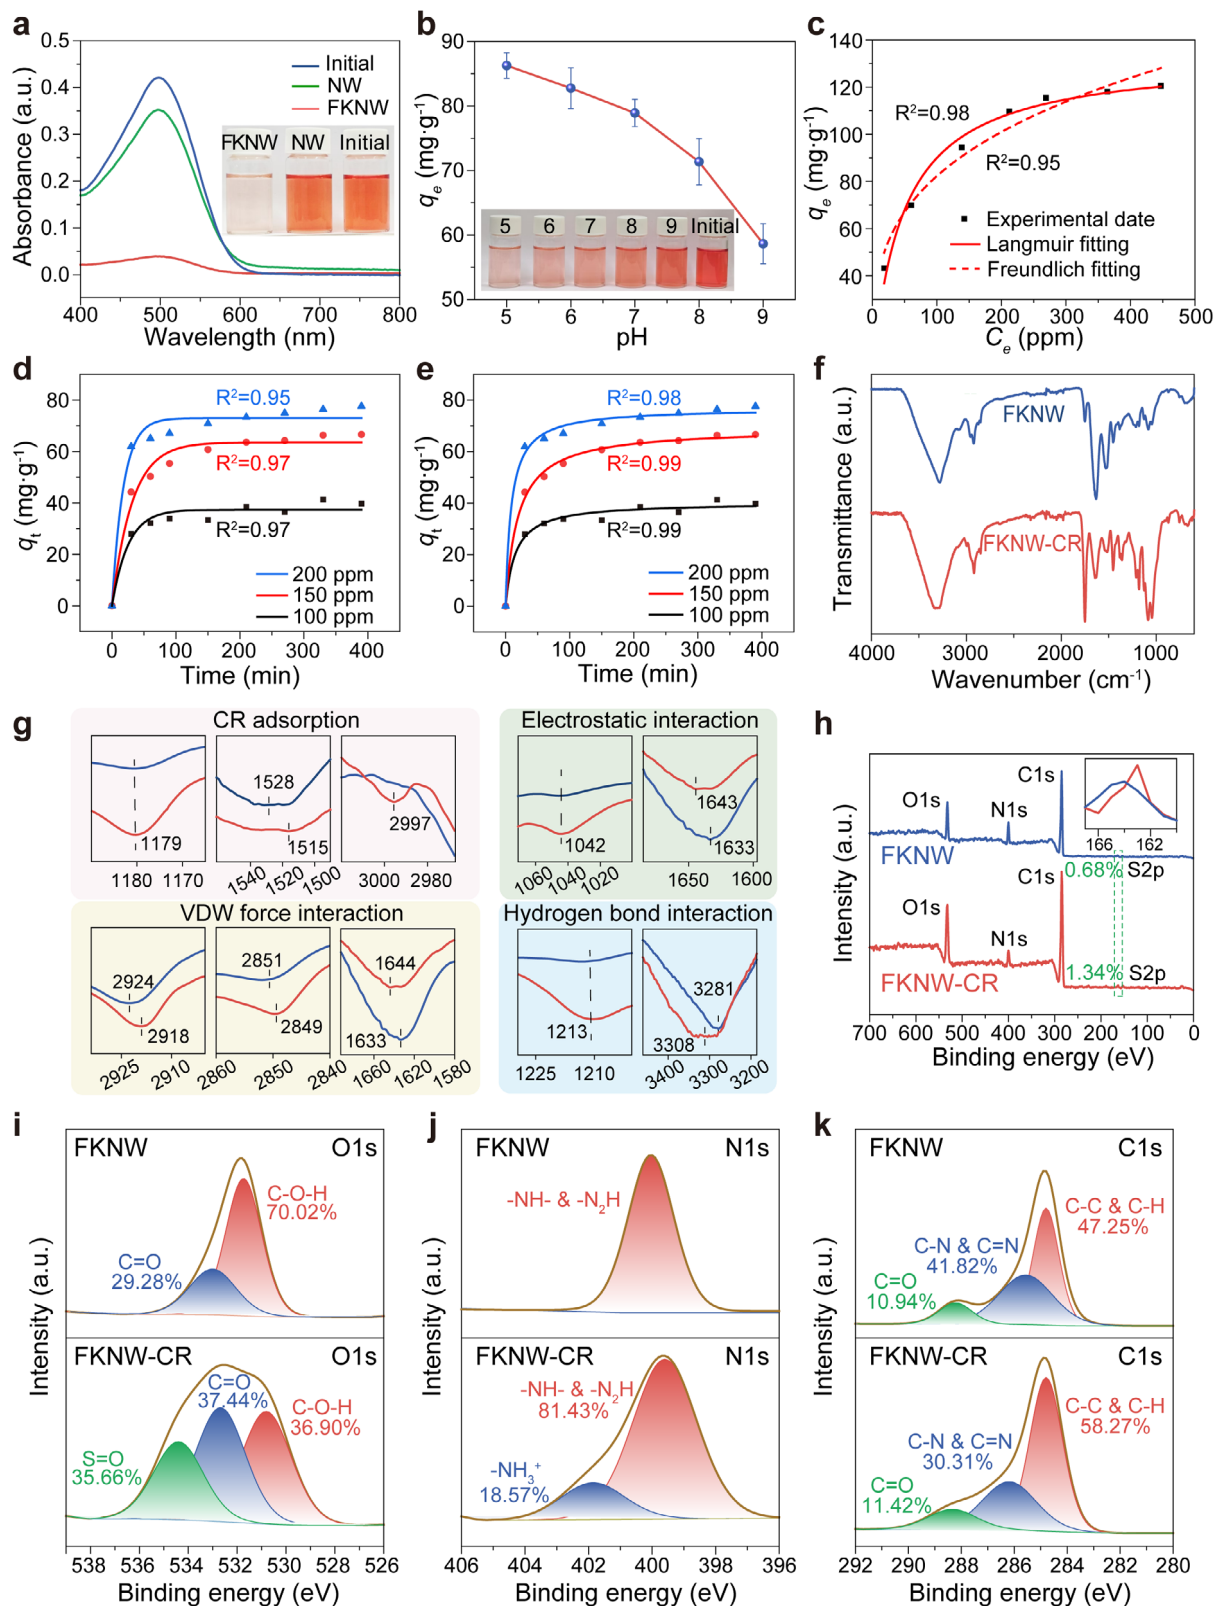 a
0.5
0.4
0.3
0.2
0.1
0.0
Absorbance (a.u.)
Initial
NW
FKNW
FKNW NW Initial
400 500 600 700 800
Wavelength (nm)
b
90
80
70
60
50
qe (mg·g-1)
5 6 7 8 9 Initial
5 6 7 8 9
pH
c
140
120
100
80
60
40
qe (mg·g-1)
R2=0.98
R2=0.95
Experimental date
Langmuir fitting
Freundlich fitting
0 100 200 300 400 500
Ce (ppm)
d
80
60
40
20
0
qt (mg·g-1)
R2=0.95
R2=0.97
R2=0.97
200 ppm
150 ppm
100 ppm
0 100 200 300 400
Time (min)
e
80
60
40
20
0
qt (mg·g-1)
R2=0.98
R2=0.99
R2=0.99
200 ppm
150 ppm
100 ppm
0 100 200 300 400
Time (min)
f
Transmittance (a.u.)
FKNW
FKNW-CR
4000 3000 2000 1000
Wavenumber (cm-1)
g
CR adsorption
1179
1180 1170
1528
1515
1540 1520 1500
2997
3000 2980
Electrostatic interaction
1042
1060 1040 1020
1643
1633
1650 1600
VDW force interaction
2924
2918
2925 2910
2851
2849
2860 2850 2840
1644
1633
1660 1620 1580
Hydrogen bond interaction
1213
1225 1210
3281
3308
3400 3300 3200
h
Intensity (a.u.)
O1s
N1s
C1s
166 162
FKNW
0.68%
S2p
C1s
O1s
N1s
FKNW-CR
1.34%
S2p
700 600 500 400 300 200 100 0
Binding energy (eV)
i
Intensity (a.u.)
FKNW O1s
C-O-H
70.02%
C=O
29.28%
FKNW-CR O1s
C=O
37.44%
C-O-H
36.90%
S=O
35.66%
538 536 534 532 530 528 526
Binding energy (eV)
j
Intensity (a.u.)
FKNW N1s
-NH- & -N2H
FKNW-CR N1s
-NH- & -N2H
81.43%
-NH3+
18.57%
406 404 402 400 398 396
Binding energy (eV)
k
Intensity (a.u.)
FKNW C1s
C-C & C-H
47.25%
C-N & C=N
41.82%
C=O
10.94%
FKNW-CR C1s
C-C & C-H
58.27%
C-N & C=N
30.31%
C=O
11.42%
292 290 288 286 284 282 280
Binding energy (eV)